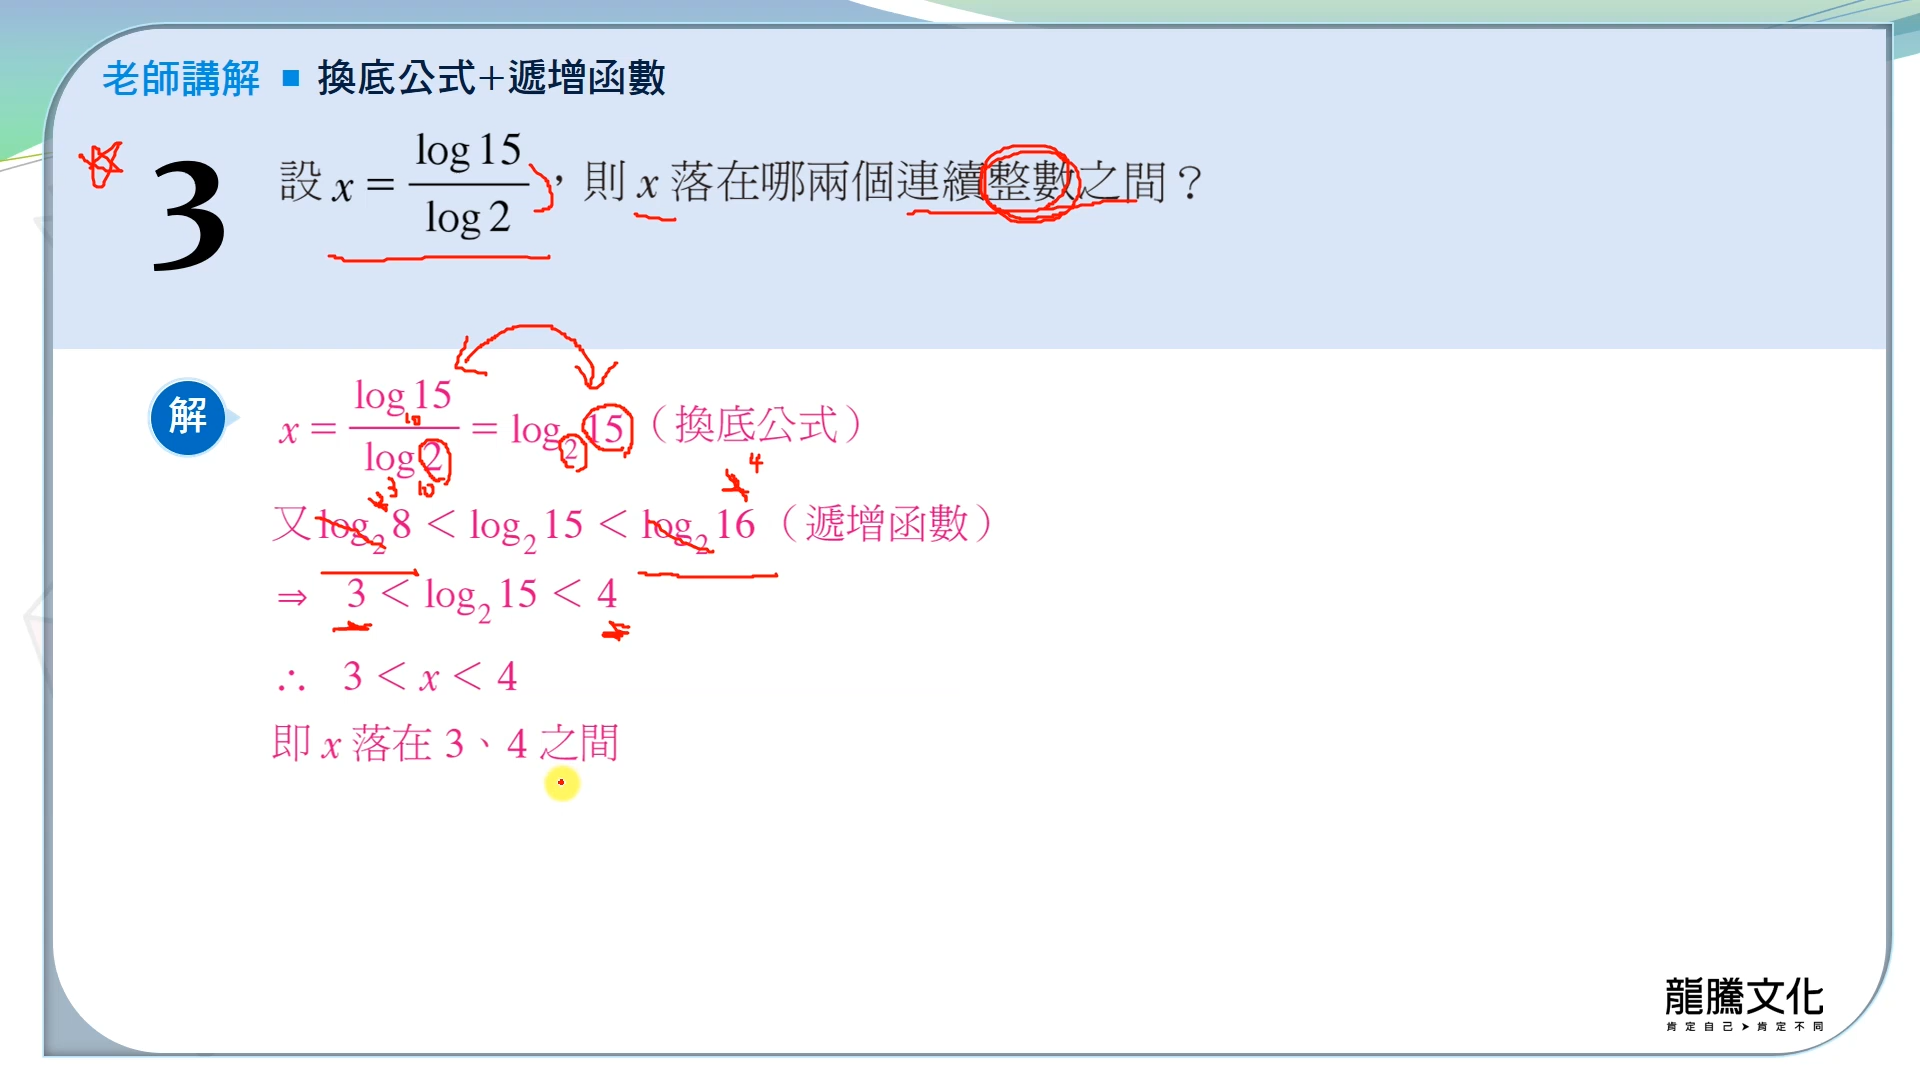 老師講解 ■ 換底公式+遞增函數
3 設 x = log 15 / log 2，則 x 落在哪兩個連續整數之間？
解 x = log 15 / log 2 = log₂ 15（換底公式）
10
10
2³
2⁴
又 log₂ 8 < log₂ 15 < log₂ 16（遞增函數）
⇒ 3 < log₂ 15 < 4
∴ 3 < x < 4
即 x 落在 3、4 之間
龍騰文化
肯定自己➤肯定不同